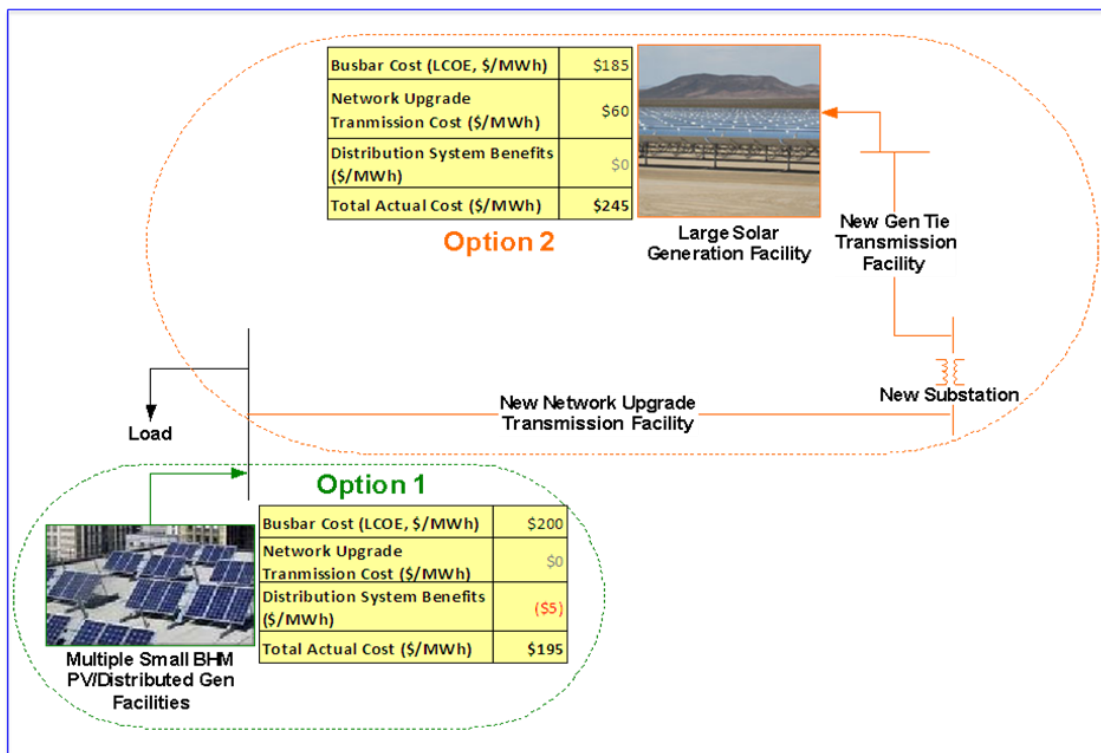 Busbar Cost (LCOE, $/MWh) $185
Network Upgrade
Tranmission Cost ($/MWh) $60
Distribution System Benefits
($/MWh) $0
Total Actual Cost ($/MWh) $245
Option 2
Large Solar
Generation Facility
New Gen Tie
Transmission
Facility
New Substation
New Network Upgrade
Transmission Facility
Load
Option 1
Busbar Cost (LCOE, $/MWh) $200
Network Upgrade
Tranmission Cost ($/MWh) $0
Distribution System Benefits
($/MWh) ($5)
Total Actual Cost ($/MWh) $195
Multiple Small BHM
PV/Distributed Gen
Facilities